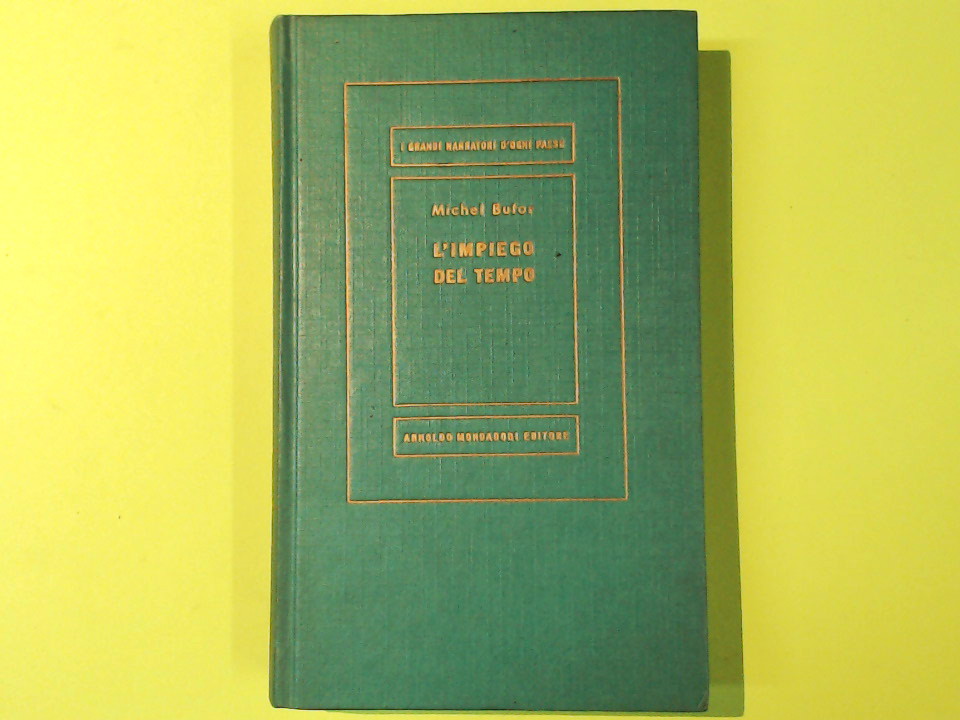 I GRANDI NARRATORI D'OGNI PAESE
Michel Butor
L'IMPIEGO
DEL TEMPO
ARNOLDO MONDADORI EDITORE